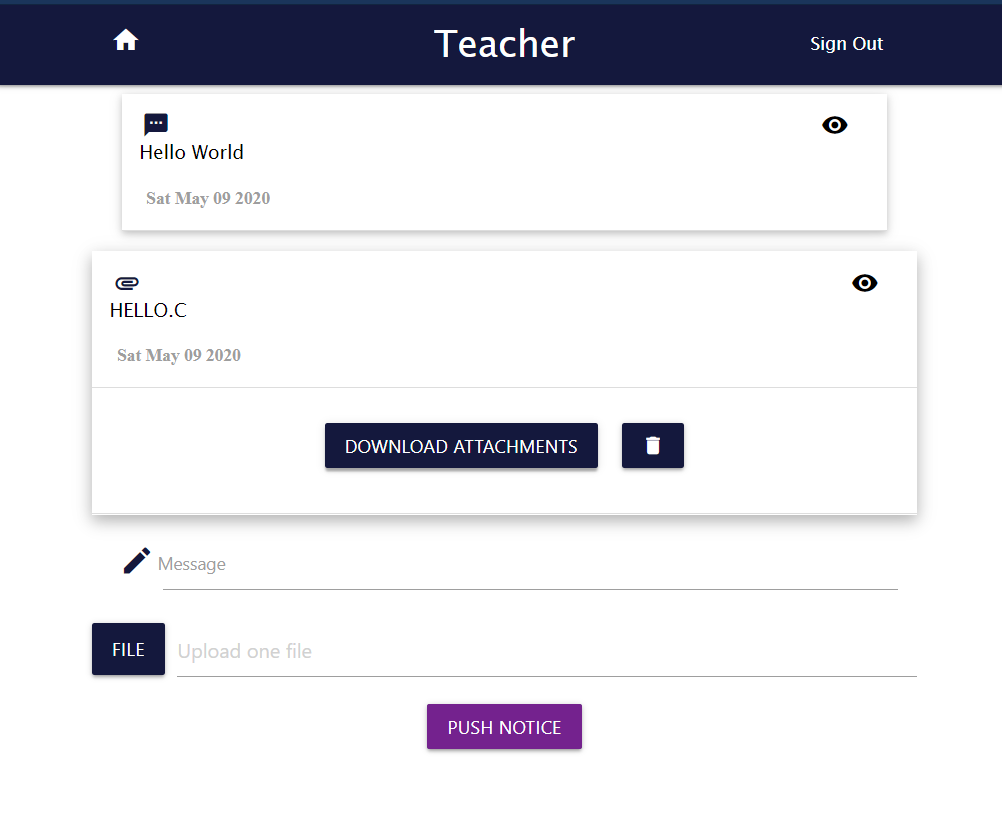 Teacher
Sign Out
Hello World
Sat May 09 2020
HELLO.C
Sat May 09 2020
DOWNLOAD ATTACHMENTS
Message
FILE
Upload one file
PUSH NOTICE